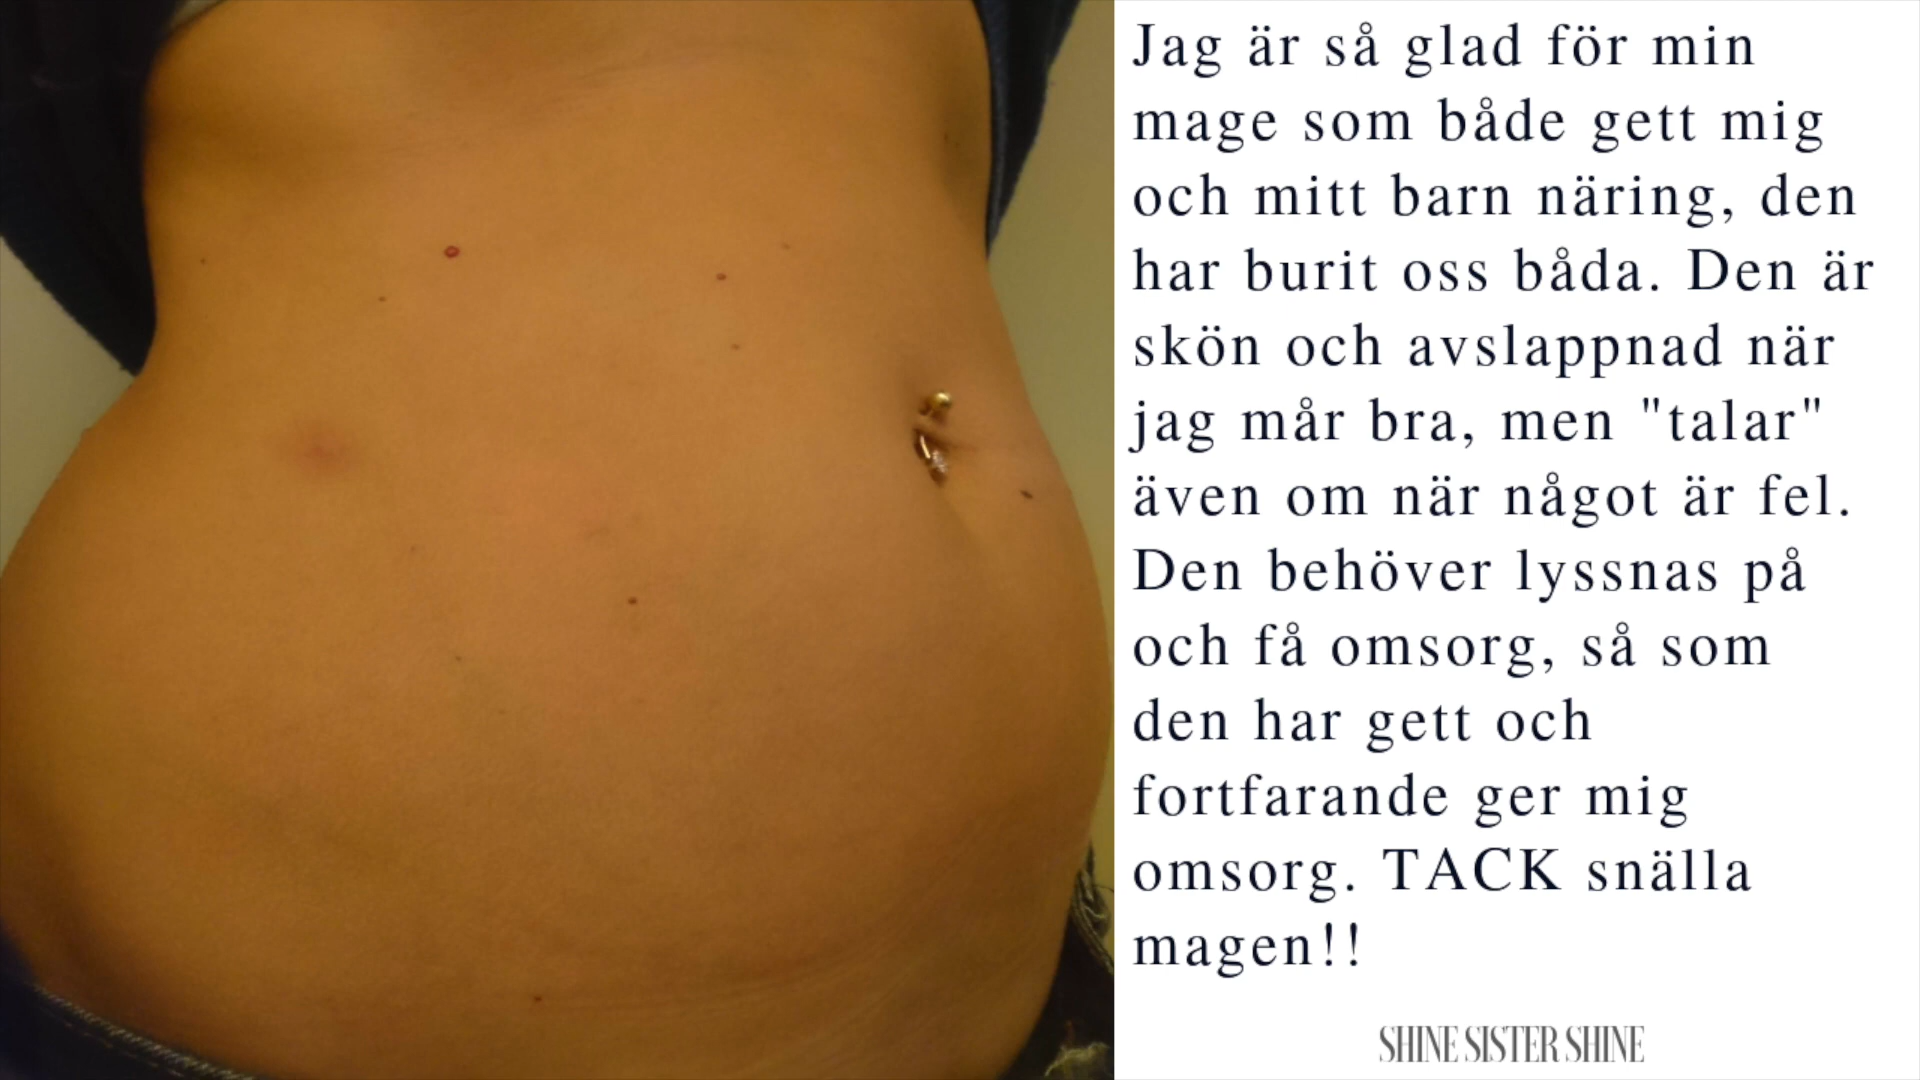 Jag är så glad för min
mage som både gett mig
och mitt barn näring, den
har burit oss båda. Den är
skön och avslappnad när
jag mår bra, men "talar"
även om när något är fel.
Den behöver lyssnas på
och få omsorg, så som
den har gett och
fortfarande ger mig
omsorg. TACK snälla
magen!!
SHINE SISTER SHINE